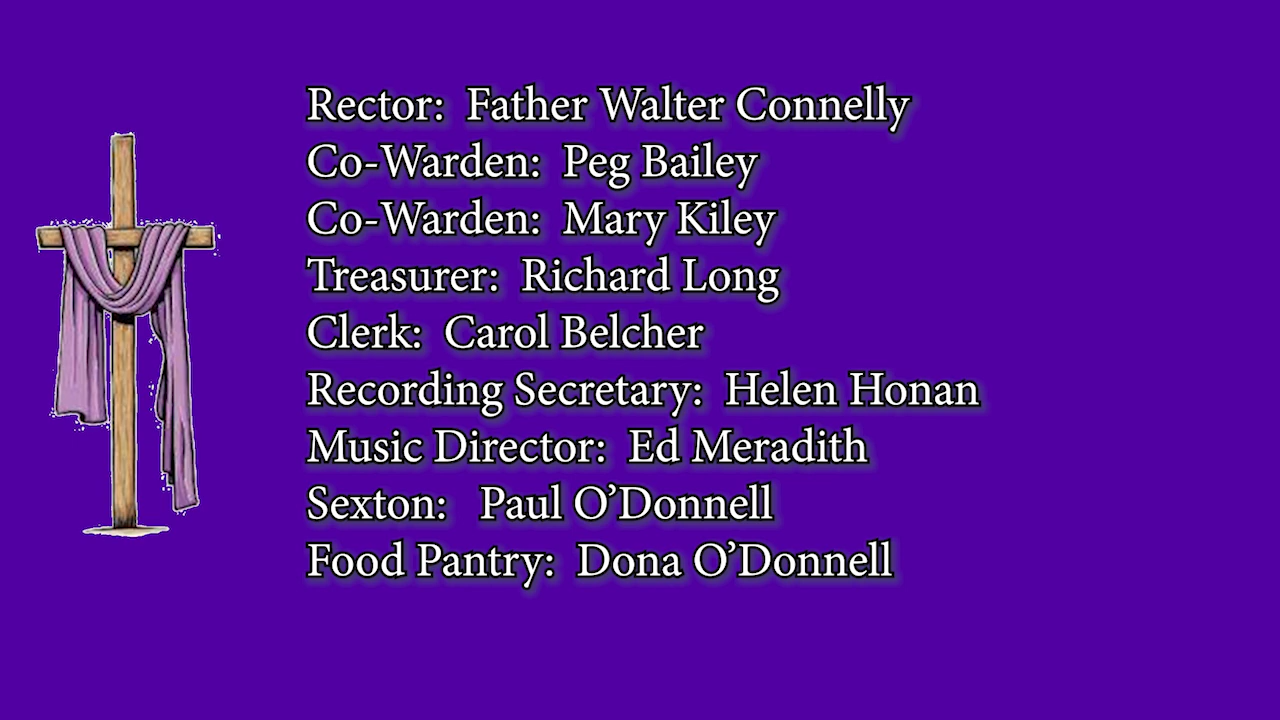 Rector: Father Walter Connelly
Co-Warden: Peg Bailey
Co-Warden: Mary Kiley
Treasurer: Richard Long
Clerk: Carol Belcher
Recording Secretary: Helen Honan
Music Director: Ed Meradith
Sexton: Paul O’Donnell
Food Pantry: Dona O’Donnell